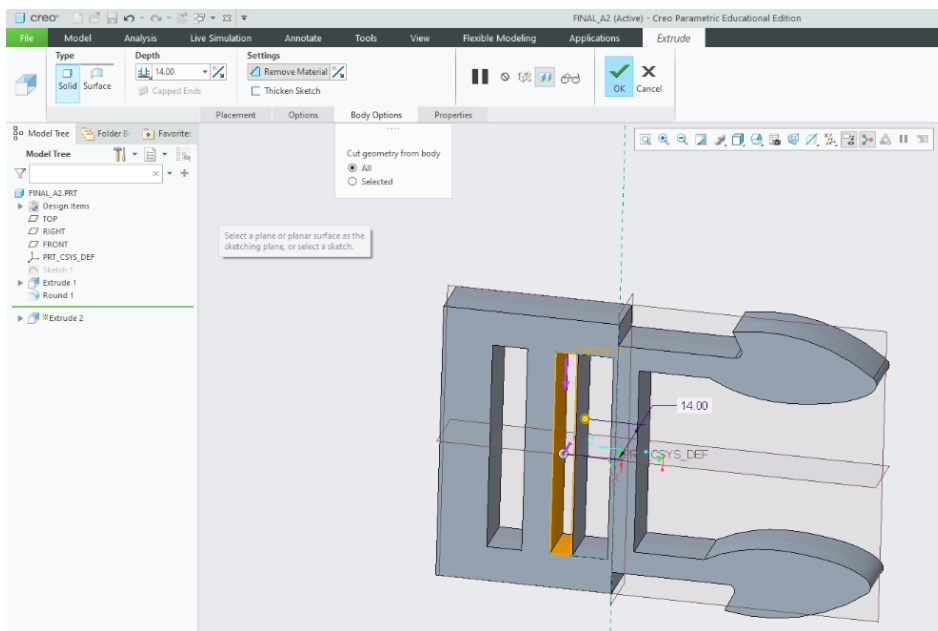 creo
FINAL_A2 (Active) - Creo Parametric Educational Edition
File Model Analysis Live Simulation Annotate Tools View Flexible Modeling Applications Extrude
Type Depth Settings
14.00 Remove Material
Solid Surface Capped Ends Thicken Sketch OK Cancel
Placement Options Body Options Properties
Model Tree Folder B Favorites
Model Tree
Cut geometry from body
All
Selected
FINAL_A2.PRT
Design Items
TOP
RIGHT
FRONT
PRT_CSYS_DEF
Sketch 1
Extrude 1
Round 1
Extrude 2
Select a plane or planar surface as the
sketching plane, or select a sketch.
14.00
PRT_CSYS_DEF